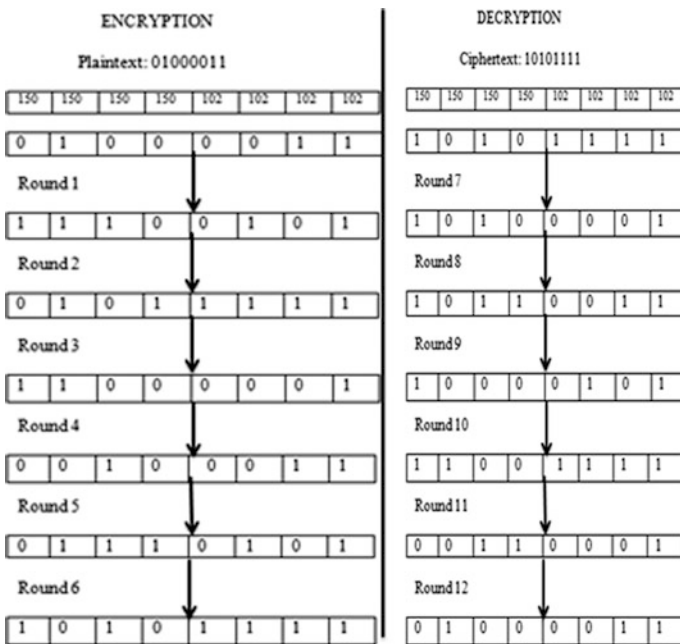 ENCRYPTION
Plaintext: 01000011
150 150 150 150 102 102 102 102
0 1 0 0 0 0 1 1
Round 1
1 1 1 0 0 1 0 1
Round 2
0 1 0 1 1 1 1 1
Round 3
1 1 0 0 0 0 0 1
Round 4
0 0 1 0 0 0 1 1
Round 5
0 1 1 1 0 1 0 1
Round 6
1 0 1 0 1 1 1 1
DECRYPTION
Ciphertext: 10101111
150 150 150 150 102 102 102 102
1 0 1 0 1 1 1 1
Round 7
1 0 1 0 0 0 0 1
Round 8
1 0 1 1 0 0 1 1
Round 9
1 0 0 0 0 1 0 1
Round 10
1 1 0 0 1 1 1 1
Round 11
0 0 1 1 0 0 0 1
Round 12
0 1 0 0 0 0 1 1